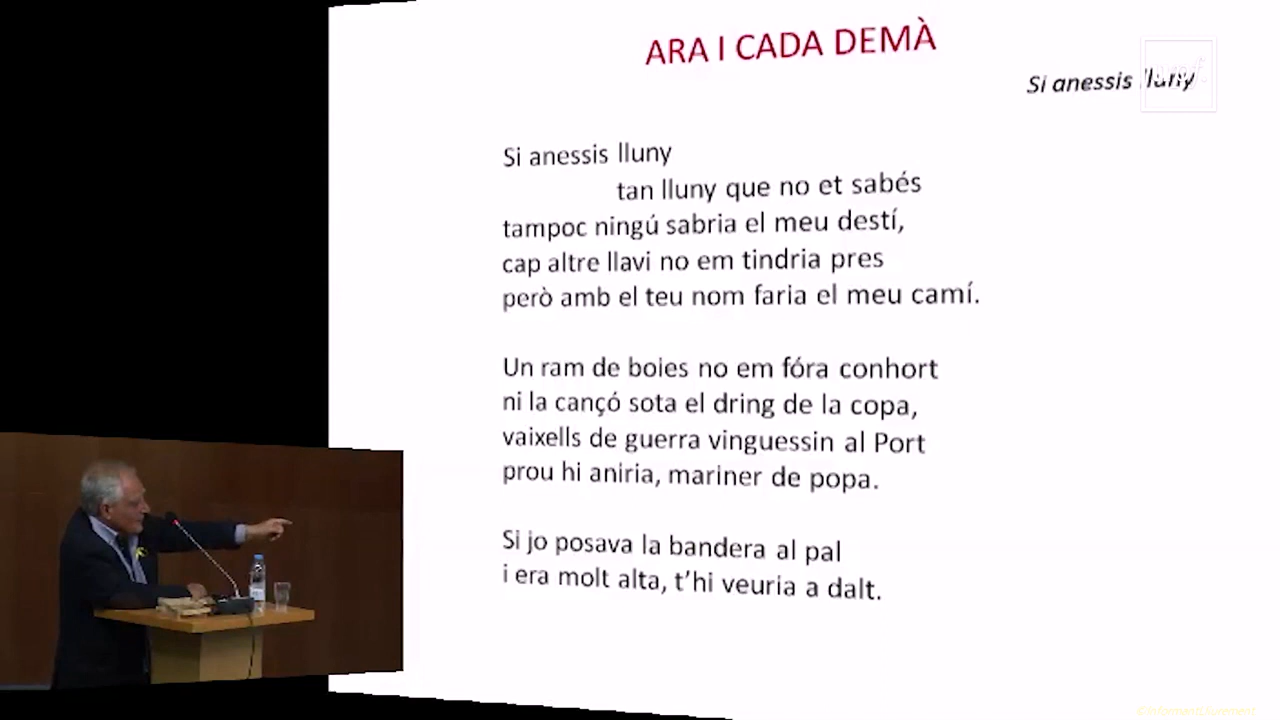 ARA I CADA DEMÀ
Si anessis lluny
Si anessis lluny
tan lluny que no et sabés
tampoc ningú sabria el meu destí,
cap altre llavi no em tindria pres
però amb el teu nom faria el meu camí.
Un ram de boies no em fóra conhort
ni la cançó sota el dring de la copa,
vaixells de guerra vinguessin al Port
prou hi aniria, mariner de popa.
Si jo posava la bandera al pal
i era molt alta, t'hi veuria a dalt.